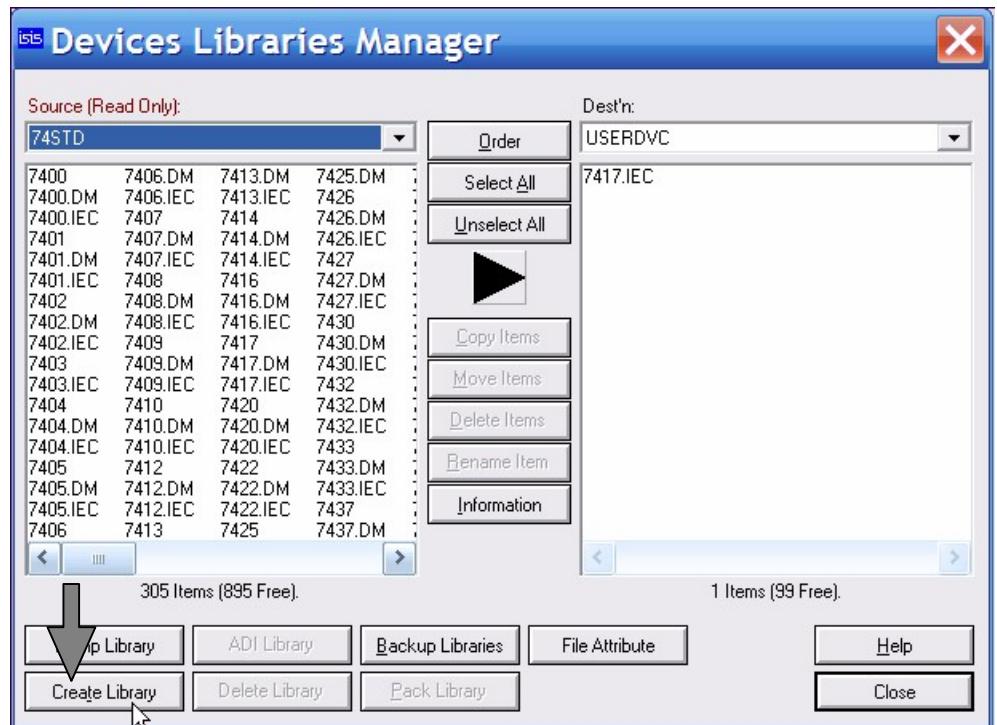 isis Devices Libraries Manager
Source (Read Only):
74STD
7400 7406.DM 7413.DM 7425.DM
7400.DM 7406.IEC 7413.IEC 7426
7400.IEC 7407 7414 7426.DM
7401 7407.DM 7414.DM 7426.IEC
7401.DM 7407.IEC 7414.IEC 7427
7401.IEC 7408 7416 7427.DM
7402 7408.DM 7416.DM 7427.IEC
7402.DM 7408.IEC 7416.IEC 7430
7402.IEC 7409 7417 7430.DM
7403 7409.DM 7417.DM 7430.IEC
7403.IEC 7409.IEC 7417.IEC 7432
7404 7410 7420 7432.DM
7404.DM 7410.DM 7420.DM 7432.IEC
7404.IEC 7410.IEC 7420.IEC 7433
7405 7412 7422 7433.DM
7405.DM 7412.DM 7422.DM 7433.IEC
7405.IEC 7412.IEC 7422.IEC 7437
7406 7413 7425 7437.DM
305 Items (895 Free).
Order
Select All
Unselect All
Copy Items
Move Items
Delete Items
Rename Item
Information
Dest'n:
USERDVC
7417.IEC
1 Items (99 Free).
Library
ADI Library
Backup Libraries
File Attribute
Help
Create Library
Delete Library
Pack Library
Close